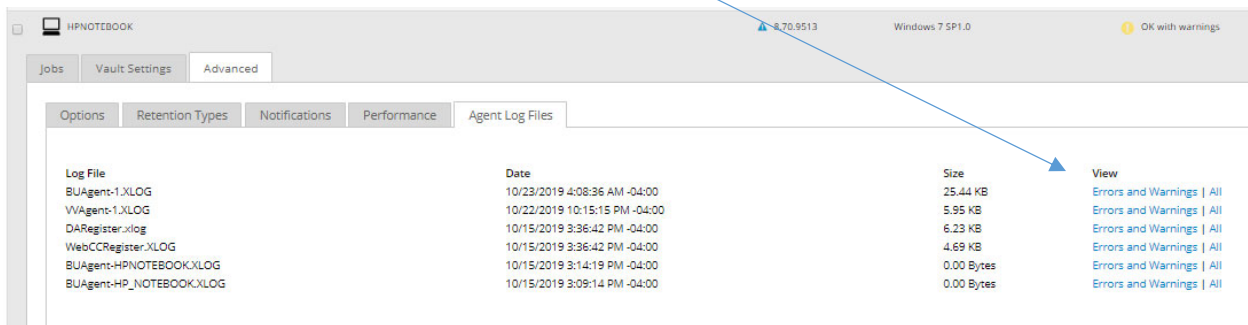 HPNOTEBOOK 8.70.9513 Windows 7 SP1.0 OK with warnings
Jobs Vault Settings Advanced
Options Retention Types Notifications Performance Agent Log Files
Log File Date Size View
BUAgent-1.XLOG 10/23/2019 4:08:36 AM -04:00 25.44 KB Errors and Warnings | All
VVAgent-1.XLOG 10/22/2019 10:15:15 PM -04:00 5.95 KB Errors and Warnings | All
DARegister.xlog 10/15/2019 3:36:42 PM -04:00 6.23 KB Errors and Warnings | All
WebCCRegister.XLOG 10/15/2019 3:36:42 PM -04:00 4.69 KB Errors and Warnings | All
BUAgent-HPNOTEBOOK.XLOG 10/15/2019 3:14:19 PM -04:00 0.00 Bytes Errors and Warnings | All
BUAgent-HP_NOTEBOOK.XLOG 10/15/2019 3:09:14 PM -04:00 0.00 Bytes Errors and Warnings | All